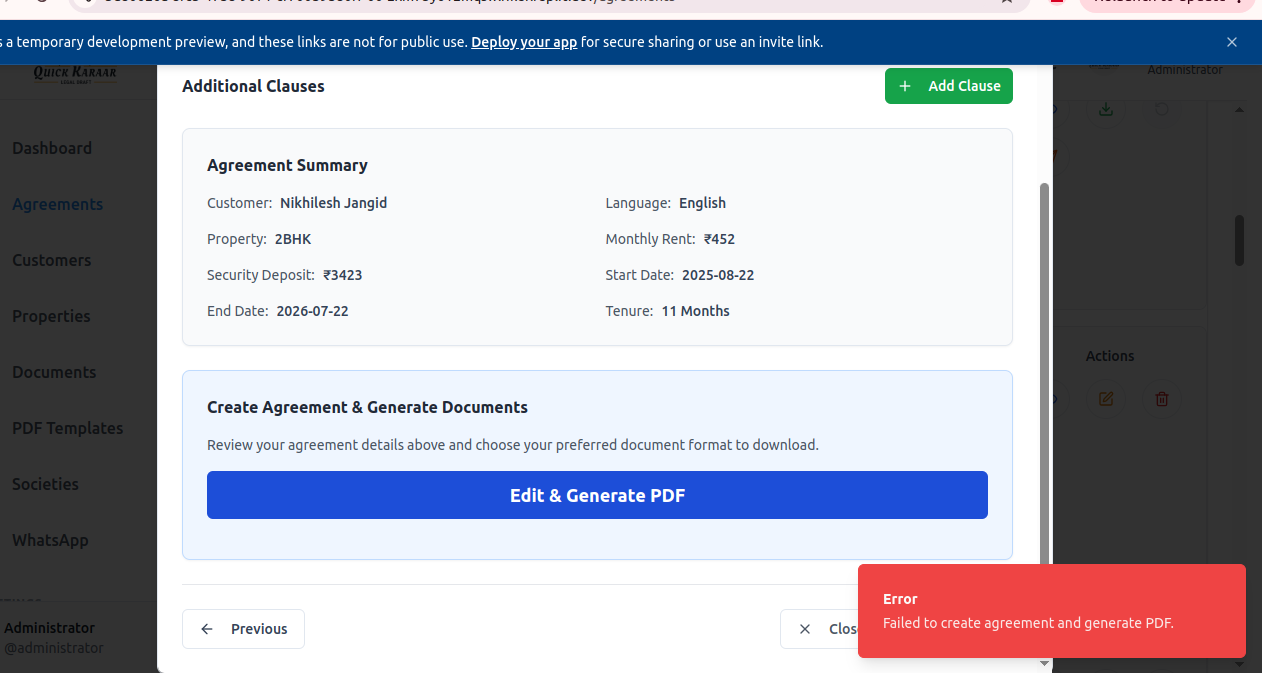 s a temporary development preview, and these links are not for public use. Deploy your app for secure sharing or use an invite link.
QUICK KARAAR
LEGAL DRAFT
Administrator
Additional Clauses
Add Clause
Dashboard
Agreements
Customers
Properties
Documents
PDF Templates
Societies
WhatsApp
Administrator
@administrator
Agreement Summary
Customer: Nikhilesh Jangid
Language: English
Property: 2BHK
Monthly Rent: ₹452
Security Deposit: ₹3423
Start Date: 2025-08-22
End Date: 2026-07-22
Tenure: 11 Months
Actions
Create Agreement & Generate Documents
Review your agreement details above and choose your preferred document format to download.
Edit & Generate PDF
Previous
Clos
Error
Failed to create agreement and generate PDF.